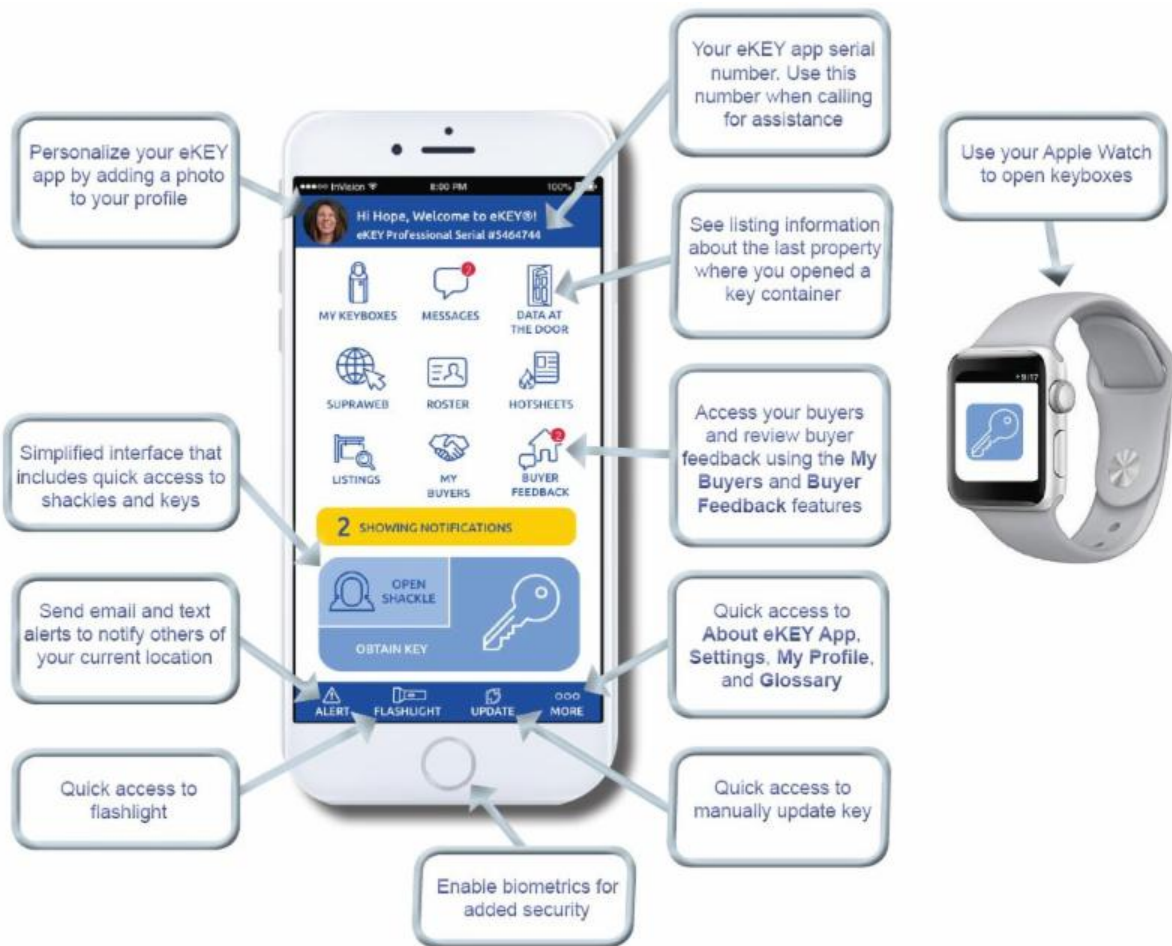 Your eKEY app serial
number. Use this
number when calling
for assistance
Personalize your eKEY
app by adding a photo
to your profile
Use your Apple Watch
to open keyboxes
InVision
8:00 PM
100%
Hi Hope, Welcome to eKEY®!
eKEY Professional Serial #5464744
See listing information
about the last property
where you opened a
key container
MY KEYBOXES
2
MESSAGES
DATA AT
THE DOOR
9:17
SUPRAWEB
ROSTER
HOTSHEETS
Access your buyers
and review buyer
feedback using the My
Buyers and Buyer
Feedback features
Simplified interface that
includes quick access to
shackles and keys
LISTINGS
MY
BUYERS
2
BUYER
FEEDBACK
2 SHOWING NOTIFICATIONS
OPEN
SHACKLE
OBTAIN KEY
Send email and text
alerts to notify others of
your current location
Quick access to
About eKEY App,
Settings, My Profile,
and Glossary
ALERT
FLASHLIGHT
UPDATE
MORE
Quick access to
flashlight
Quick access to
manually update key
Enable biometrics for
added security